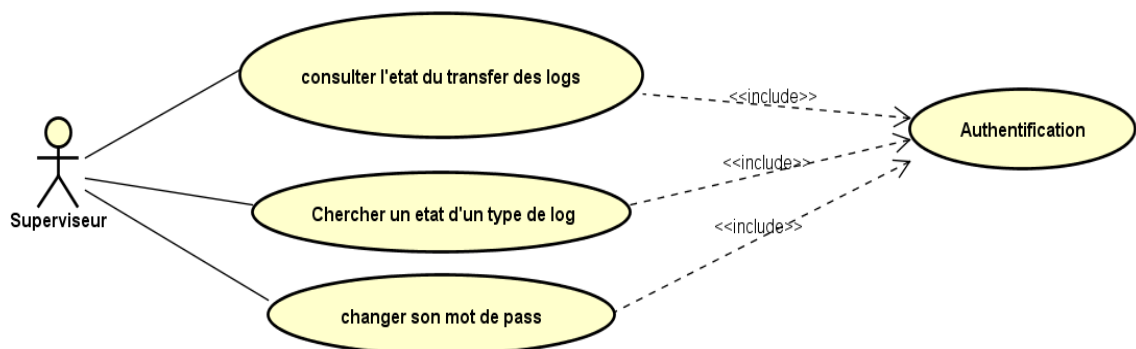 consulter l'etat du transfer des logs
<<include>>
Authentification
<<include>>
Superviseur
Chercher un etat d'un type de log
<<include>>
changer son mot de pass